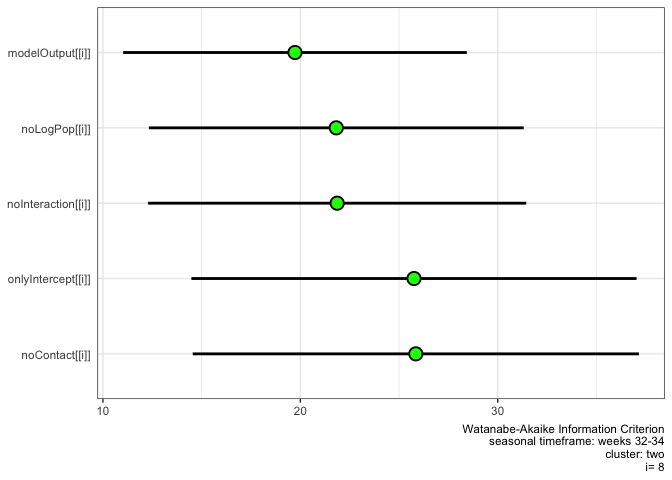 modelOutput[[i]]
noLogPop[[i]]
noInteraction[[i]]
onlyIntercept[[i]]
noContact[[i]]
10 20 30
Watanabe-Akaike Information Criterion
seasonal timeframe: weeks 32-34
cluster: two
i= 8